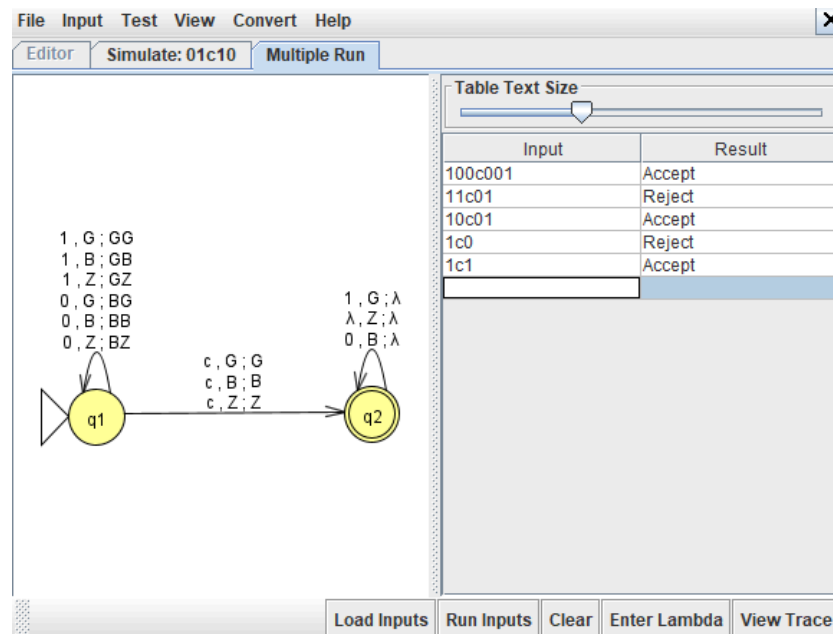 File Input Test View Convert Help
Editor Simulate: 01c10 Multiple Run
Table Text Size
Input Result
100c001 Accept
11c01 Reject
10c01 Accept
1c0 Reject
1c1 Accept
1 , G ; GG
1 , B ; GB
1 , Z ; GZ
0 , G ; BG
0 , B ; BB
0 , Z ; BZ
c , G ; G
c , B ; B
c , Z ; Z
1 , G ; λ
λ , Z ; λ
0 , B ; λ
q1
q2
Load Inputs Run Inputs Clear Enter Lambda View Trace